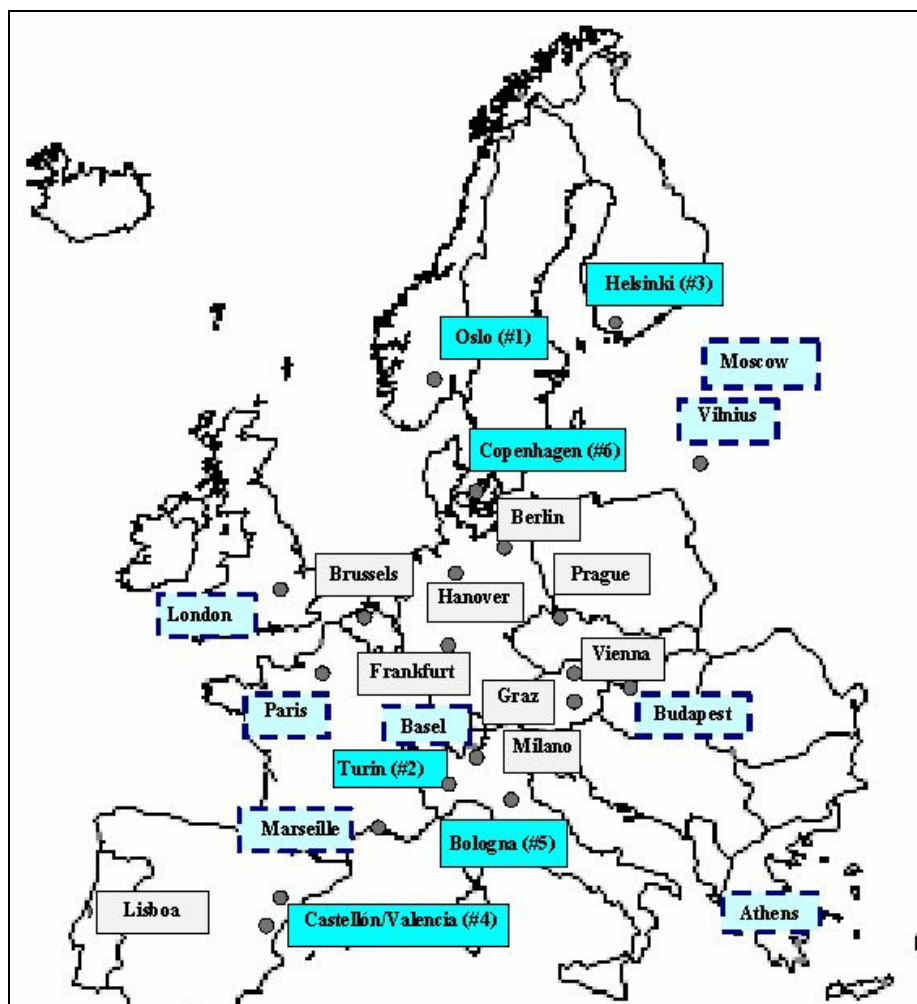 Helsinki (#3)
Oslo (#1)
Moscow
Vilnius
Copenhagen (#6)
Berlin
Brussels
Prague
Hanover
London
Vienna
Frankfurt
Graz
Paris
Basel
Budapest
Milano
Turin (#2)
Marseille
Bologna (#5)
Lisboa
Castellón/Valencia (#4)
Athens